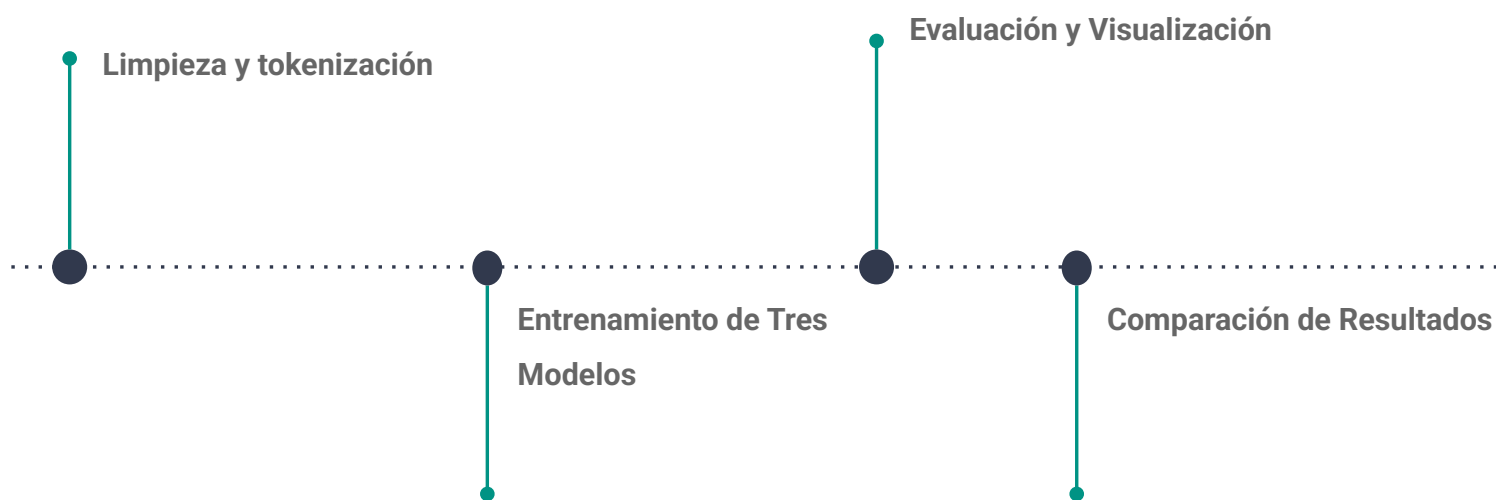 Limpieza y tokenización
Entrenamiento de Tres
Modelos
Evaluación y Visualización
Comparación de Resultados